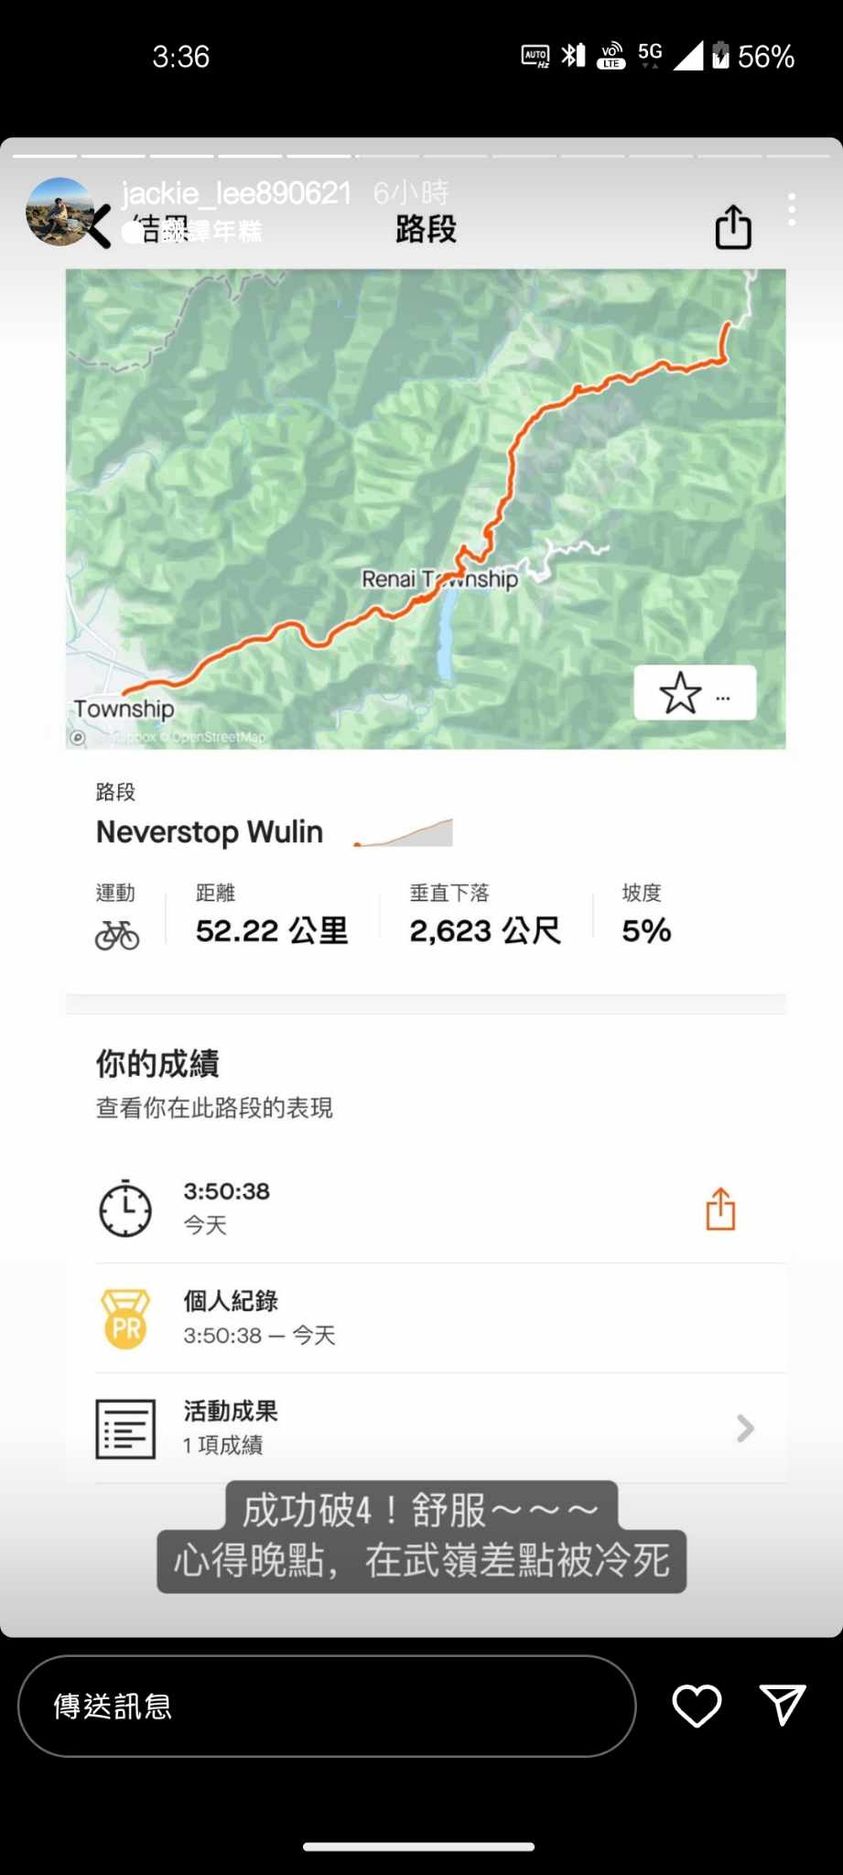 3:36
AUTO Hz
VO LTE
5G
56%
jackie_lee890621 6小時
結果
年糕
路段
Renai Township
Township
© OpenStreetMap
...
路段
Neverstop Wulin
運動
距離
垂直下落
坡度
52.22 公里
2,623 公尺
5%
你的成績
查看你在此路段的表現
3:50:38
今天
PR
個人紀錄
3:50:38 — 今天
活動成果
1 項成績
成功破4！舒服～～～
心得晚點，在武嶺差點被冷死
傳送訊息